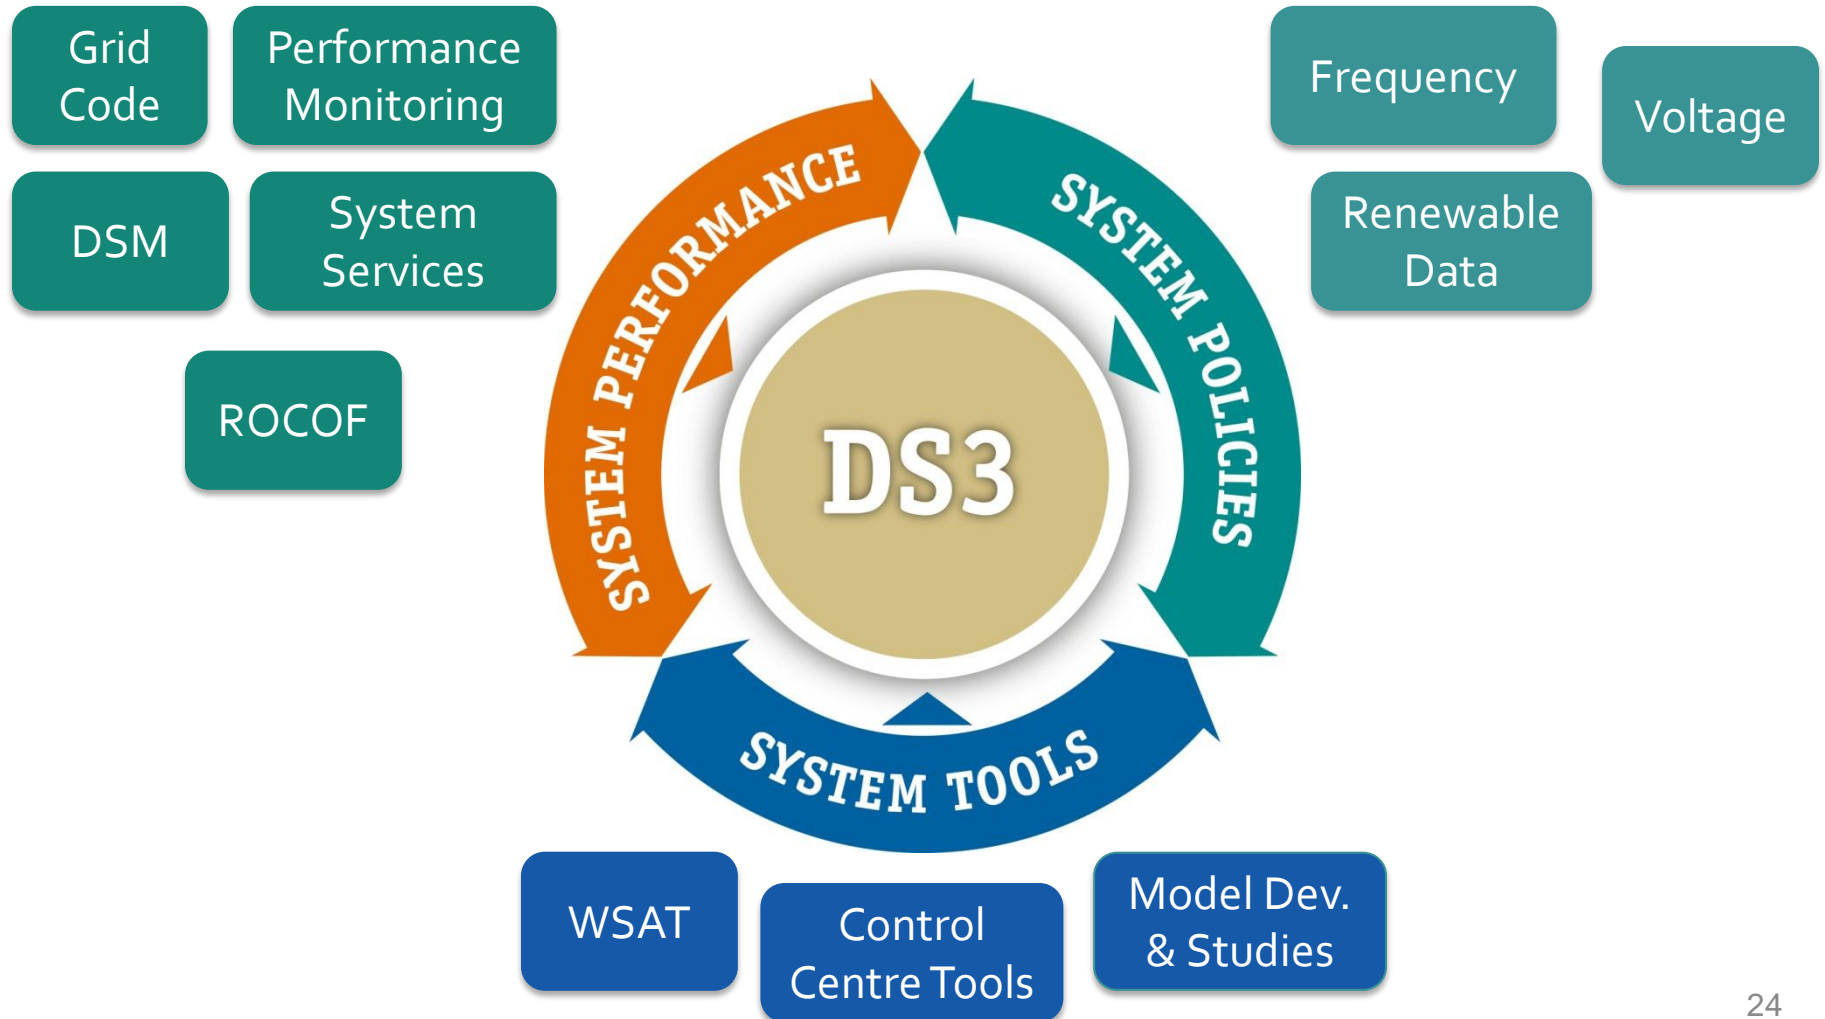 Grid
Code
Performance
Monitoring
DSM
System
Services
ROCOF
Frequency
Voltage
Renewable
Data
SYSTEM PERFORMANCE
SYSTEM POLICIES
DS3
SYSTEM TOOLS
WSAT
Control
Centre Tools
Model Dev.
& Studies
24